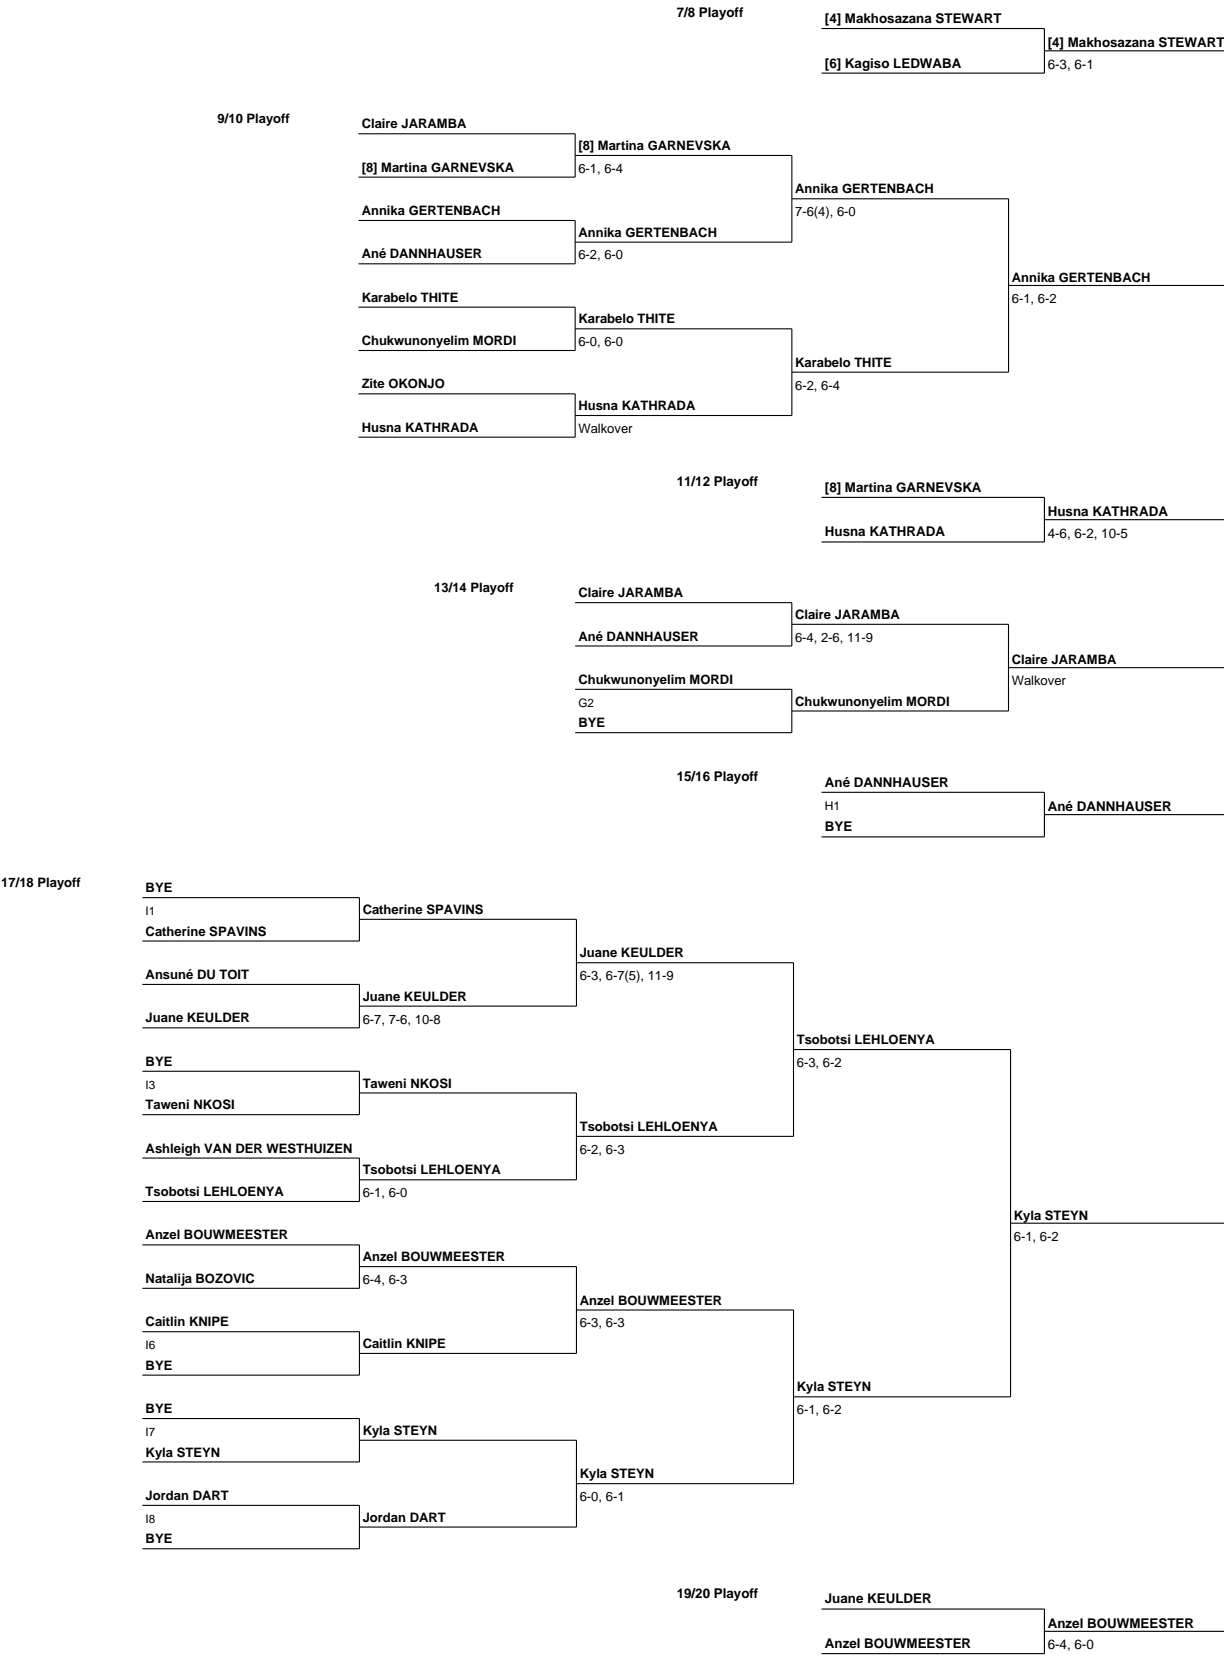 7/8 Playoff
[4] Makhosazana STEWART
[4] Makhosazana STEWART
[6] Kagiso LEDWABA
6-3, 6-1
9/10 Playoff
Claire JARAMBA
[8] Martina GARNEVSKA
[8] Martina GARNEVSKA
6-1, 6-4
Annika GERTENBACH
7-6(4), 6-0
Annika GERTENBACH
Annika GERTENBACH
Ané DANNHAUSER
6-2, 6-0
Annika GERTENBACH
6-1, 6-2
Karabelo THITE
Karabelo THITE
Chukwunonyelim MORDI
6-0, 6-0
Karabelo THITE
6-2, 6-4
Zite OKONJO
Husna KATHRADA
Husna KATHRADA
Walkover
11/12 Playoff
[8] Martina GARNEVSKA
Husna KATHRADA
Husna KATHRADA
4-6, 6-2, 10-5
13/14 Playoff
Claire JARAMBA
Claire JARAMBA
Ané DANNHAUSER
6-4, 2-6, 11-9
Claire JARAMBA
Walkover
Chukwunonyelim MORDI
G2
Chukwunonyelim MORDI
BYE
15/16 Playoff
Ané DANNHAUSER
H1
Ané DANNHAUSER
BYE
17/18 Playoff
BYE
I1
Catherine SPAVINS
Catherine SPAVINS
Juane KEULDER
6-3, 6-7(5), 11-9
Ansuné DU TOIT
Juane KEULDER
Juane KEULDER
6-7, 7-6, 10-8
Tsobotsi LEHLOENYA
6-3, 6-2
BYE
I3
Taweni NKOSI
Taweni NKOSI
Tsobotsi LEHLOENYA
6-2, 6-3
Ashleigh VAN DER WESTHUIZEN
Tsobotsi LEHLOENYA
Tsobotsi LEHLOENYA
6-1, 6-0
Kyla STEYN
6-1, 6-2
Anzel BOUWMEESTER
Anzel BOUWMEESTER
Natalija BOZOVIC
6-4, 6-3
Anzel BOUWMEESTER
6-3, 6-3
Caitlin KNIPE
I6
Caitlin KNIPE
BYE
Kyla STEYN
6-1, 6-2
BYE
I7
Kyla STEYN
Kyla STEYN
Kyla STEYN
6-0, 6-1
Jordan DART
I8
Jordan DART
BYE
19/20 Playoff
Juane KEULDER
Anzel BOUWMEESTER
Anzel BOUWMEESTER
6-4, 6-0